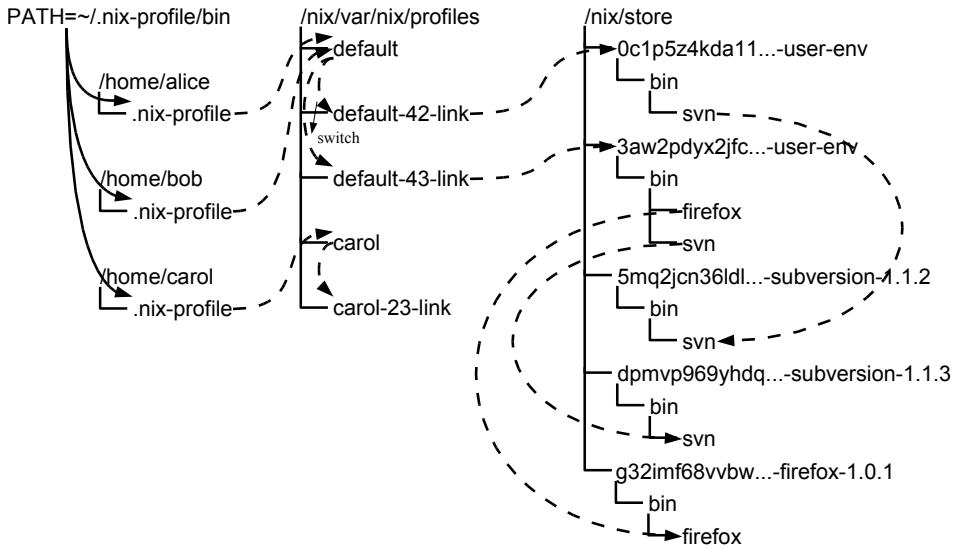 PATH=~/.nix-profile/bin
/home/alice
.nix-profile
/home/bob
.nix-profile
/home/carol
.nix-profile
/nix/var/nix/profiles
default
default-42-link
switch
default-43-link
carol
carol-23-link
/nix/store
0c1p5z4kda11...-user-env
bin
svn
3aw2pdyx2jfc...-user-env
bin
firefox
svn
5mq2jcn36ldl...-subversion-1.1.2
bin
svn
dpmvp969yhdq...-subversion-1.1.3
bin
svn
g32imf68vvbw...-firefox-1.0.1
bin
firefox